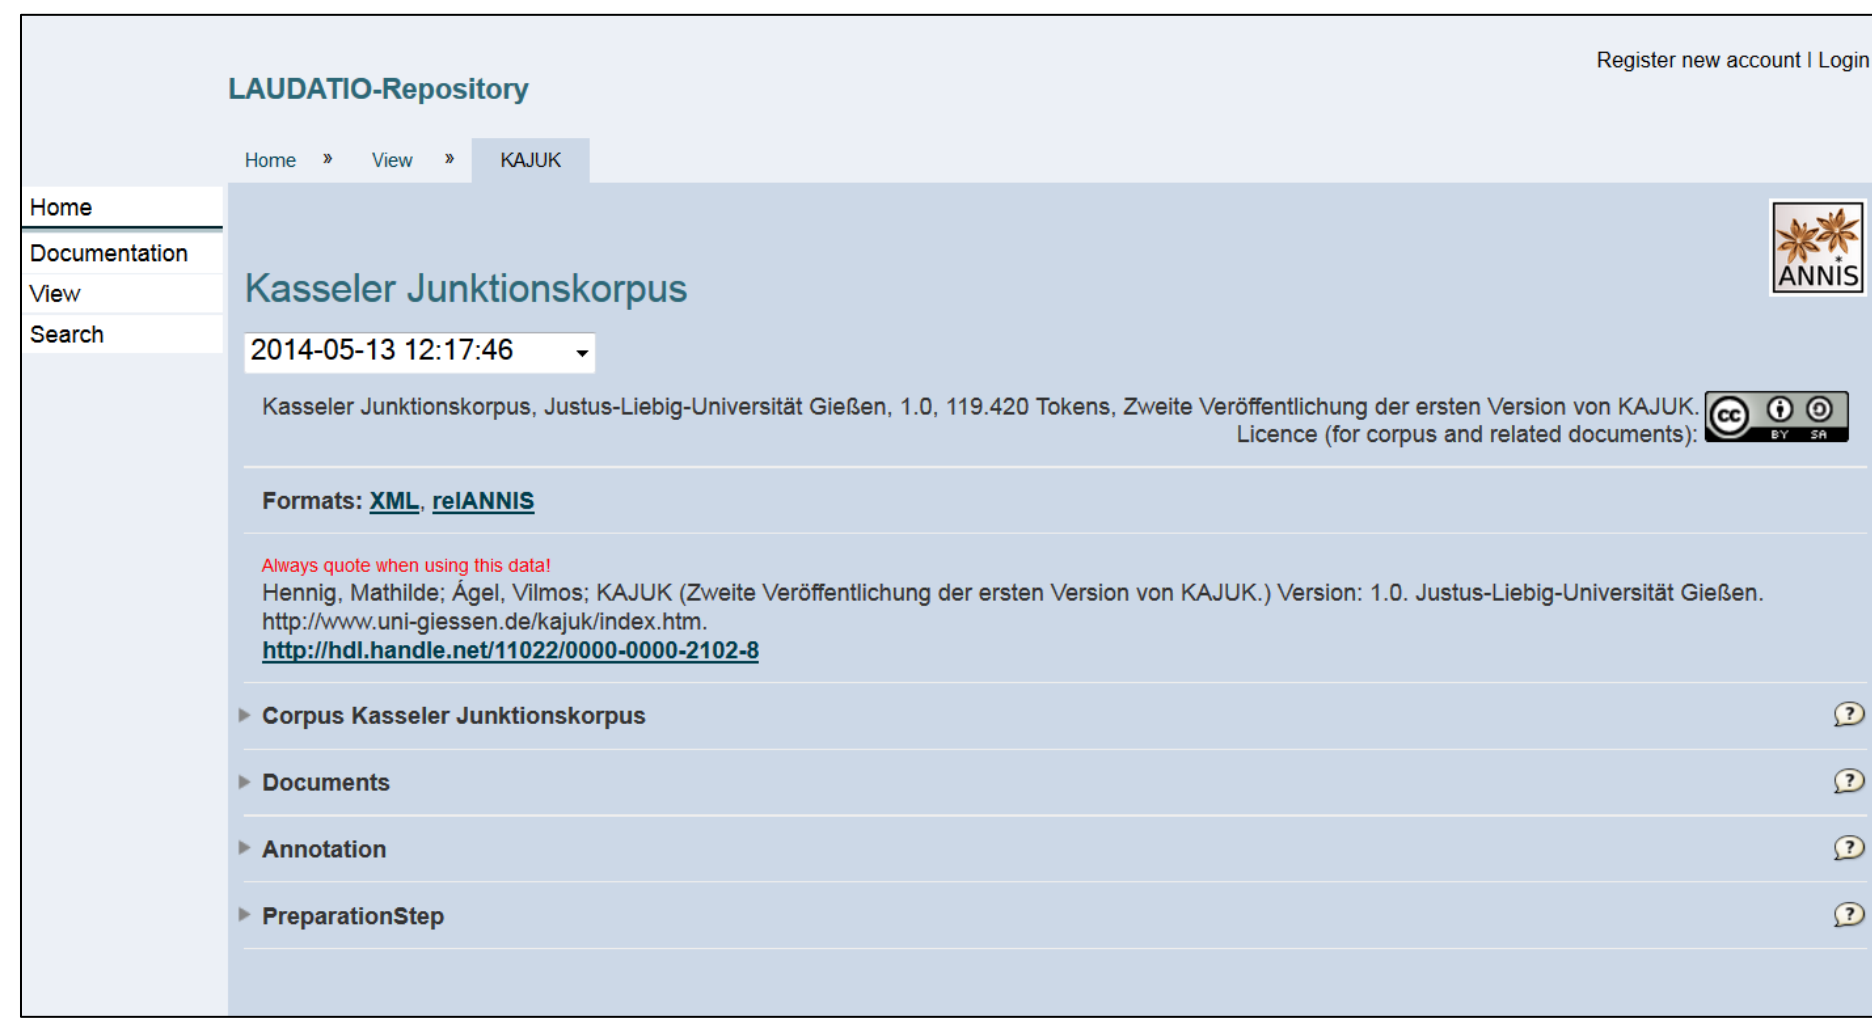 Register new account | Login
LAUDATIO-Repository
Home » View » KAJUK
Home
Documentation
View
Search
ANNIS
Kasseler Junktionskorpus
2014-05-13 12:17:46
Kasseler Junktionskorpus, Justus-Liebig-Universität Gießen, 1.0, 119.420 Tokens, Zweite Veröffentlichung der ersten Version von KAJUK.
Licence (for corpus and related documents):
cc BY SA
Formats: XML, relANNIS
Always quote when using this data!
Hennig, Mathilde; Ágel, Vilmos; KAJUK (Zweite Veröffentlichung der ersten Version von KAJUK.) Version: 1.0. Justus-Liebig-Universität Gießen.
http://www.uni-giessen.de/kajuk/index.htm.
http://hdl.handle.net/11022/0000-0000-2102-8
Corpus Kasseler Junktionskorpus ?
Documents ?
Annotation ?
PreparationStep ?